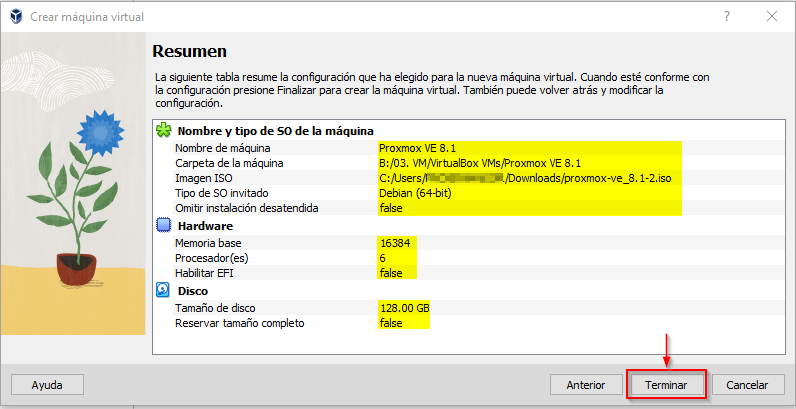 Crear máquina virtual
Resumen
La siguiente tabla resume la configuración que ha elegido para la nueva máquina virtual. Cuando esté conforme con
la configuración presione Finalizar para crear la máquina virtual. También puede volver atrás y modificar la
configuración.
Nombre y tipo de SO de la máquina
Nombre de máquina Proxmox VE 8.1
Carpeta de la máquina B:/03. VM/VirtualBox VMs/Proxmox VE 8.1
Imagen ISO C:/Users/ ./Downloads/proxmox-ve_8.1-2.iso
Tipo de SO invitado Debian (64-bit)
Omitir instalación desatendida false
Hardware
Memoria base 16384
Procesador(es) 6
Habilitar EFI false
Disco
Tamaño de disco 128.00 GB
Reservar tamaño completo false
Ayuda Anterior Terminar Cancelar